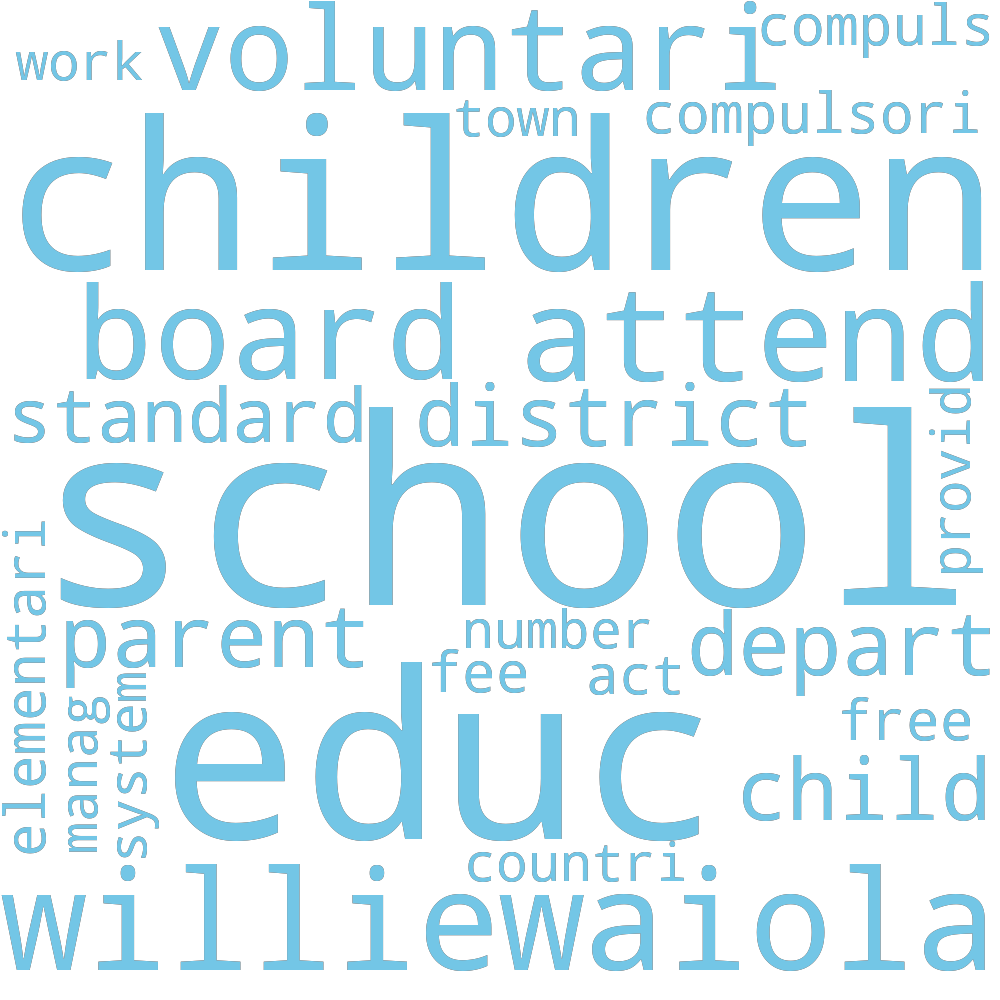 work voluntari compuls
town compulsori
children
board attend
standard district
provid
school
elementari
parent number depart
fee act
manag
system
free
educ
child
countri
williewaiola